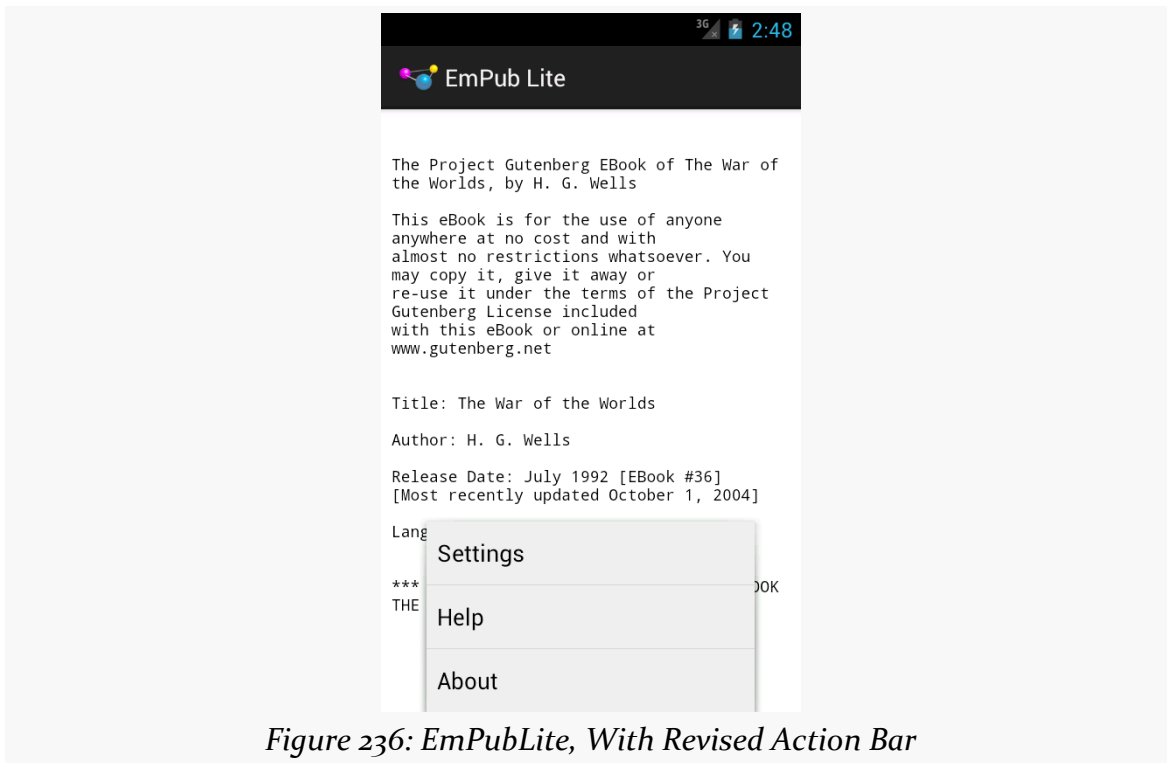 3G 2:48
EmPub Lite
The Project Gutenberg EBook of The War of
the Worlds, by H. G. Wells
This eBook is for the use of anyone
anywhere at no cost and with
almost no restrictions whatsoever. You
may copy it, give it away or
re-use it under the terms of the Project
Gutenberg License included
with this eBook or online at
www.gutenberg.net
Title: The War of the Worlds
Author: H. G. Wells
Release Date: July 1992 [EBook #36]
[Most recently updated October 1, 2004]
Lang
Settings
***
THE
Help
About
Figure 236: EmPubLite, With Revised Action Bar